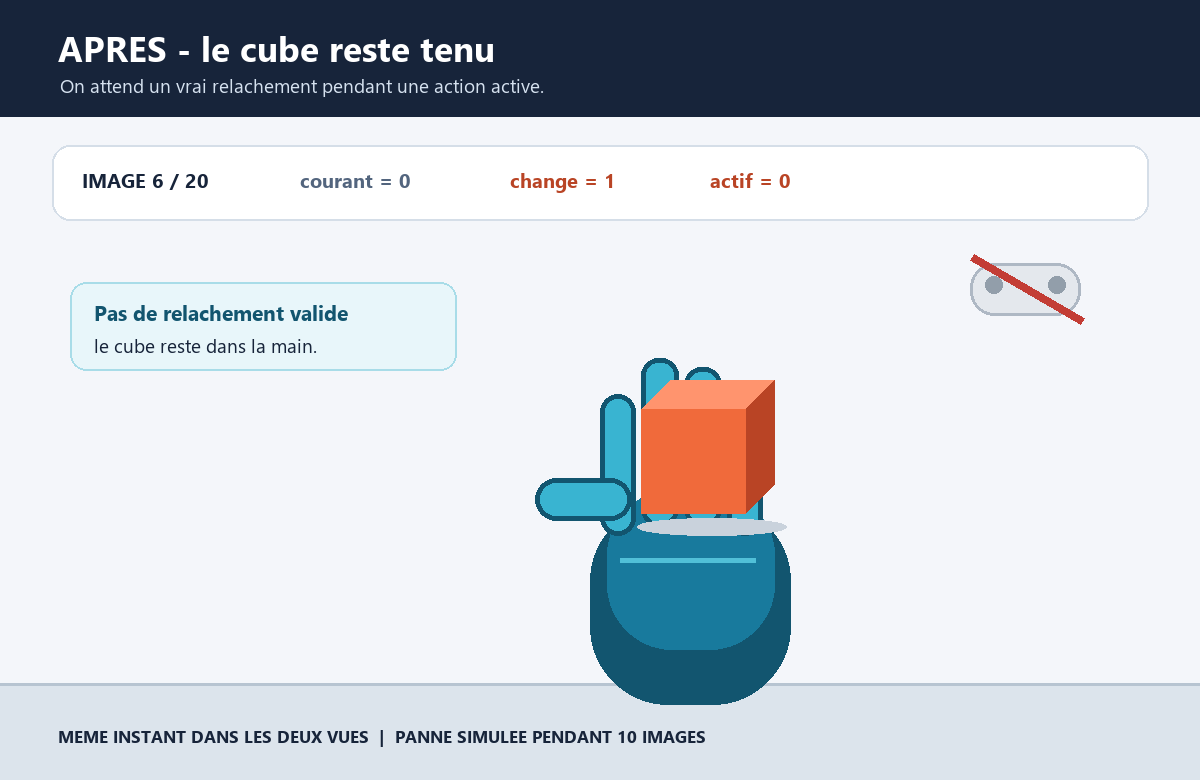 APRES - le cube reste tenu
On attend un vrai relachement pendant une action active.
IMAGE 6 / 20 courant = 0 change = 1 actif = 0
Pas de relachement valide
le cube reste dans la main.
MEME INSTANT DANS LES DEUX VUES | PANNE SIMULEE PENDANT 10 IMAGES